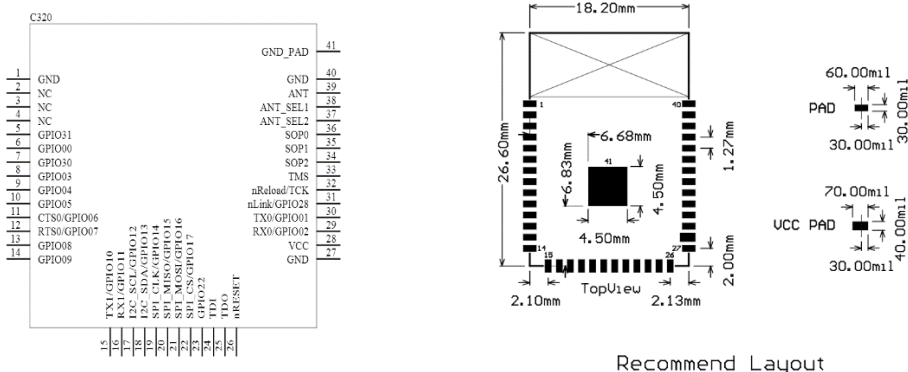 C320
GND_PAD 41
1 GND
2 NC
3 NC
4 NC
5 GPIO31
6 GPIO00
7 GPIO30
8 GPIO03
9 GPIO04
10 GPIO05
11 CTS0/GPIO06
12 RTS0/GPIO07
13 GPIO08
14 GPIO09
GND 40
ANT 39
ANT_SEL1 38
ANT_SEL2 37
SOP0 36
SOP1 35
SOP2 34
TMS 33
nReload/TCK 32
nLink/GPIO28 31
TX0/GPIO01 30
RX0/GPIO02 29
VCC 28
GND 27
TX1/GPIO10 15
RX1/GPIO11 16
I2C_SCL/GPIO12 17
I2C_SDA/GPIO13 18
SPI_CLK/GPIO14 19
SPI_MISO/GPIO15 20
SPI_MOSI/GPIO16 21
SPI_CS/GPIO17 22
GPIO22 23
TDI 24
TDO 25
nRESET 26
18.20mm
26.60mm
1
40
6.68mm
41
6.83mm
4.50mm
4.50mm
1.27mm
14
27
15
26
2.00mm
2.10mm
TopView
2.13mm
60.00mil
PAD
30.00mil
30.00mil
70.00mil
VCC PAD
40.00mil
30.00mil
Recommend Layout